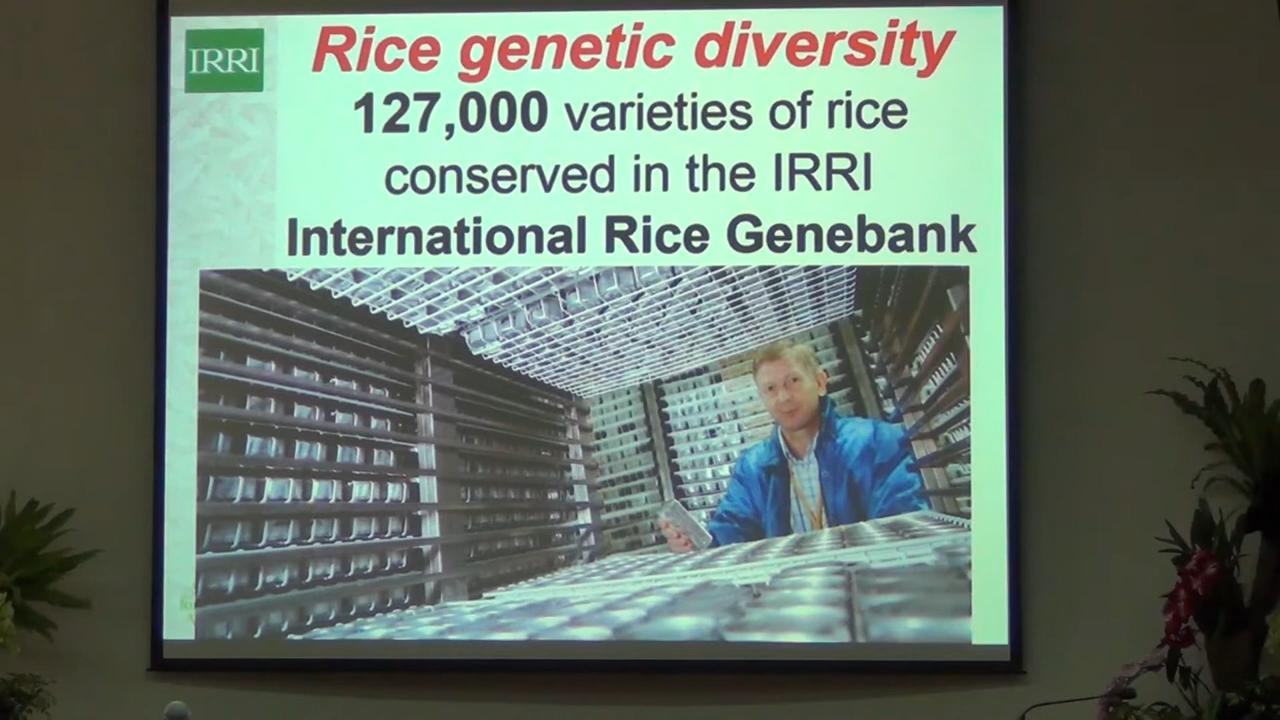 IRRI
Rice genetic diversity
127,000 varieties of rice
conserved in the IRRI
International Rice Genebank